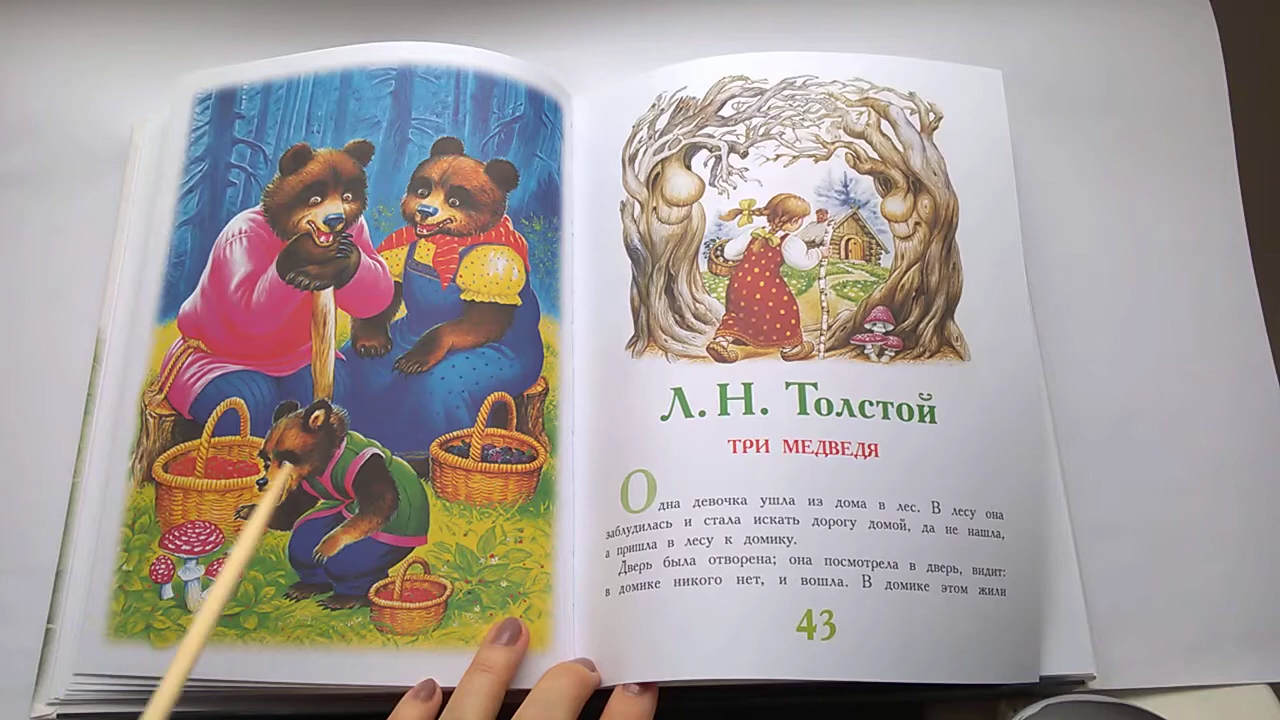 Л. Н. Толстой
ТРИ МЕДВЕДЯ
Одна девочка ушла из дома в лес. В лесу она
заблудилась и стала искать дорогу домой, да не нашла,
а пришла в лесу к домику.
Дверь была отворена; она посмотрела в дверь, видит:
в домике никого нет, и вошла. В домике этом жили
43